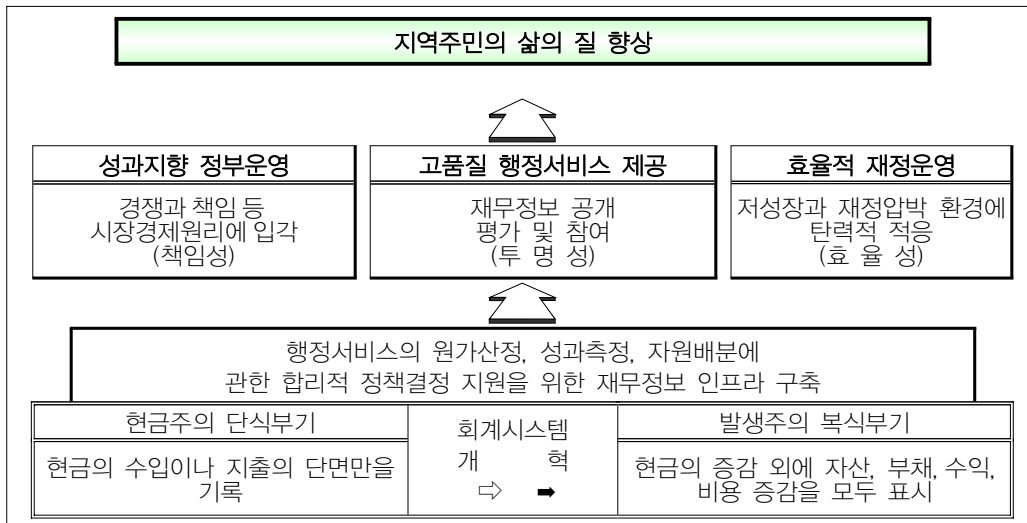 지역주민의 삶의 질 향상
성과지향 정부운영
경쟁과 책임 등
시장경제원리에 입각
(책임성)
고품질 행정서비스 제공
재무정보 공개
평가 및 참여
(투 명 성)
효율적 재정운영
저성장과 재정압박 환경에
탄력적 적응
(효 율 성)
행정서비스의 원가산정, 성과측정, 자원배분에
관한 합리적 정책결정 지원을 위한 재무정보 인프라 구축
현금주의 단식부기
현금의 수입이나 지출의 단면만을
기록
회계시스템
개 혁
⇨ ➡
발생주의 복식부기
현금의 증감 외에 자산, 부채, 수익,
비용 증감을 모두 표시